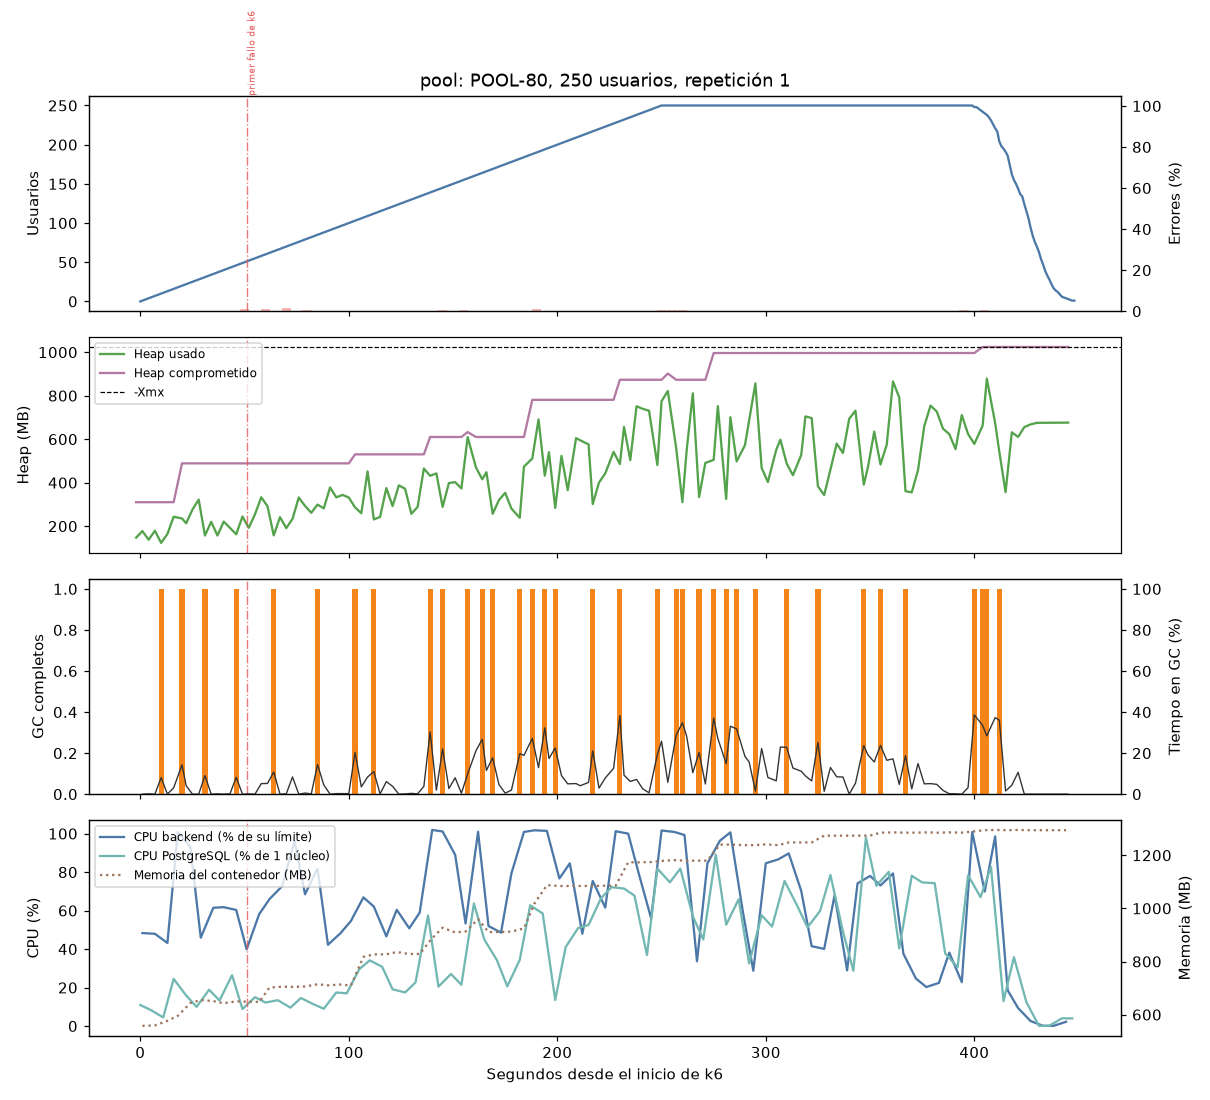 primer fallo de k6
pool: POOL-80, 250 usuarios, repetición 1
250
200
150
100
50
0
Usuarios
100
80
60
40
20
0
Errores (%)
1000
800
600
400
200
Heap (MB)
Heap usado
Heap comprometido
-Xmx
1.0
0.8
0.6
0.4
0.2
0.0
GC completos
100
80
60
40
20
0
Tiempo en GC (%)
100
80
60
40
20
0
CPU (%)
CPU backend (% de su límite)
CPU PostgreSQL (% de 1 núcleo)
Memoria del contenedor (MB)
1200
1000
800
600
Memoria (MB)
0 100 200 300 400
Segundos desde el inicio de k6